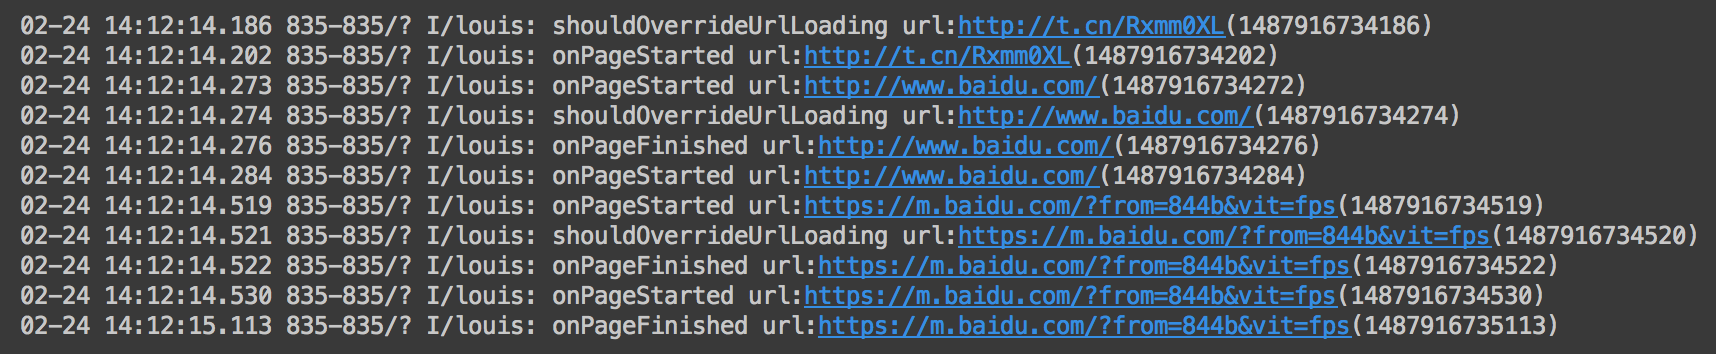 02-24 14:12:14.186 835-835/? I/louis: shouldOverrideUrlLoading url:http://t.cn/Rxmm0XL(1487916734186)
02-24 14:12:14.202 835-835/? I/louis: onPageStarted url:http://t.cn/Rxmm0XL(1487916734202)
02-24 14:12:14.273 835-835/? I/louis: onPageStarted url:http://www.baidu.com/(1487916734272)
02-24 14:12:14.274 835-835/? I/louis: shouldOverrideUrlLoading url:http://www.baidu.com/(1487916734274)
02-24 14:12:14.276 835-835/? I/louis: onPageFinished url:http://www.baidu.com/(1487916734276)
02-24 14:12:14.284 835-835/? I/louis: onPageStarted url:http://www.baidu.com/(1487916734284)
02-24 14:12:14.519 835-835/? I/louis: onPageStarted url:https://m.baidu.com/?from=844b&vit=fps(1487916734519)
02-24 14:12:14.521 835-835/? I/louis: shouldOverrideUrlLoading url:https://m.baidu.com/?from=844b&vit=fps(1487916734520)
02-24 14:12:14.522 835-835/? I/louis: onPageFinished url:https://m.baidu.com/?from=844b&vit=fps(1487916734522)
02-24 14:12:14.530 835-835/? I/louis: onPageStarted url:https://m.baidu.com/?from=844b&vit=fps(1487916734530)
02-24 14:12:15.113 835-835/? I/louis: onPageFinished url:https://m.baidu.com/?from=844b&vit=fps(1487916735113)